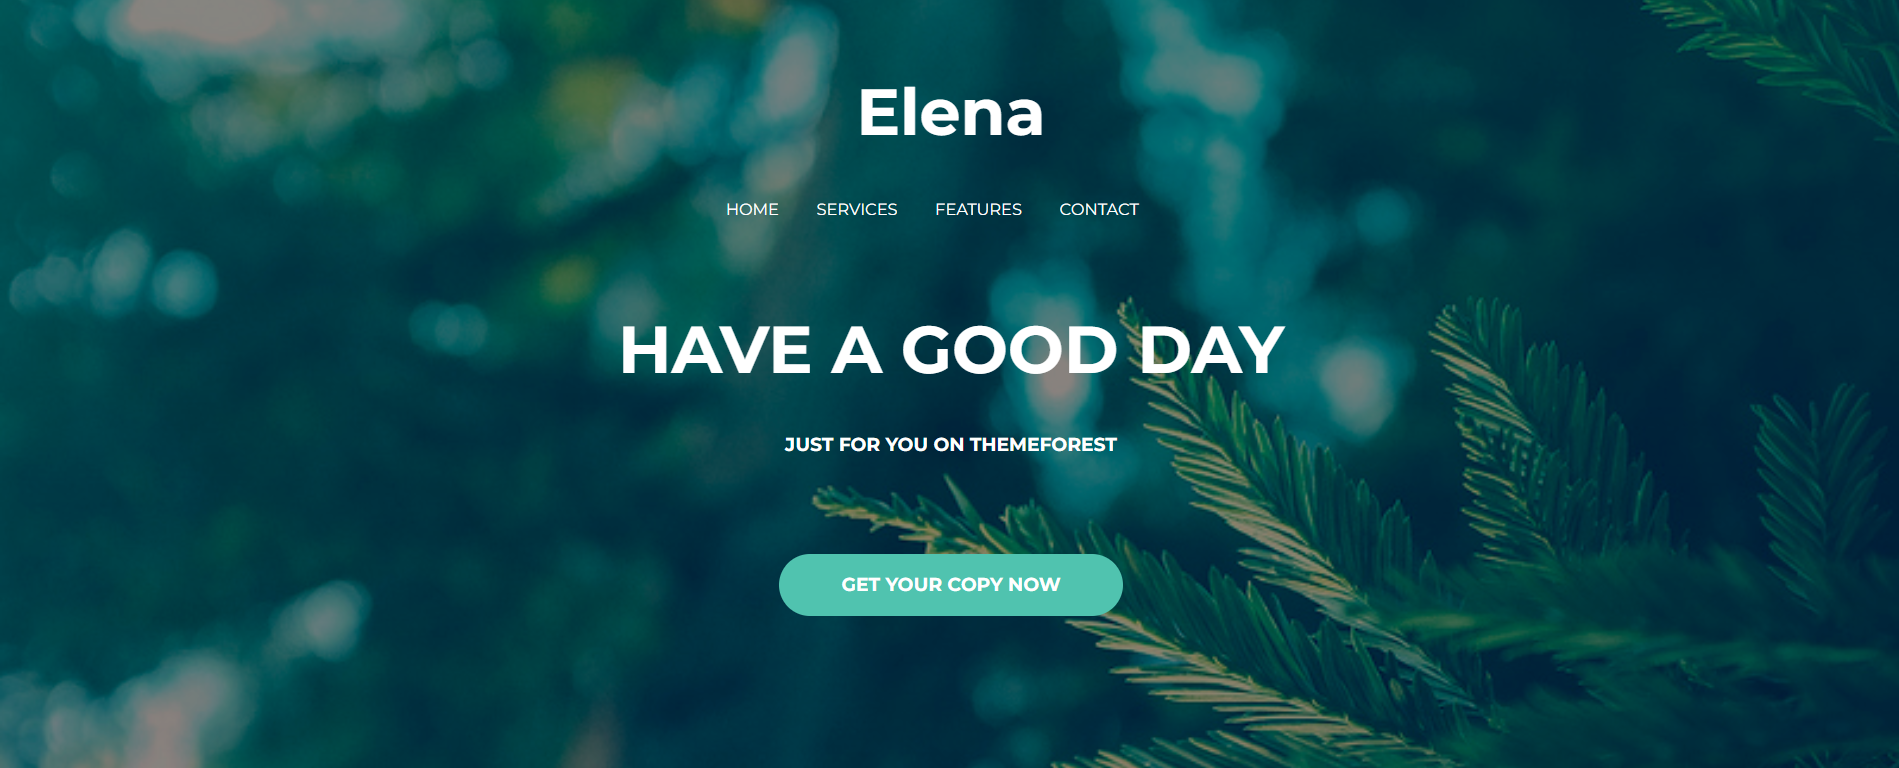 Elena
HOME SERVICES FEATURES CONTACT
HAVE A GOOD DAY
JUST FOR YOU ON THEMEFOREST
GET YOUR COPY NOW